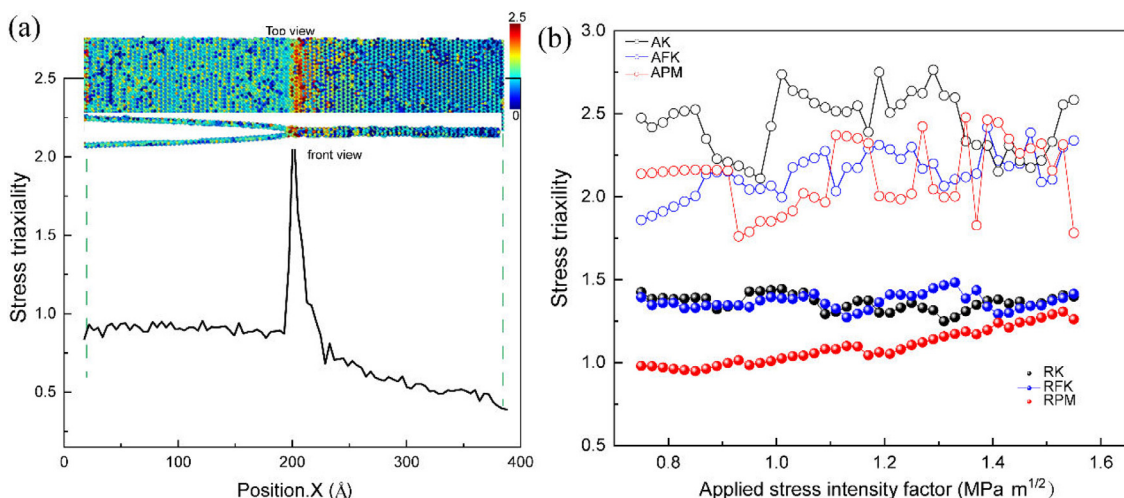 (a)
Top view
2.5
0
front view
Stress triaxiality
2.5
2.0
1.5
1.0
0.5
0
100
200
300
400
Position.X (Å)
(b)
AK
AFK
APM
Stress triaxility
3.0
2.5
2.0
1.5
1.0
0.5
RK
RFK
RPM
0.8
1.0
1.2
1.4
1.6
Applied stress intensity factor (MPa m^1/2)